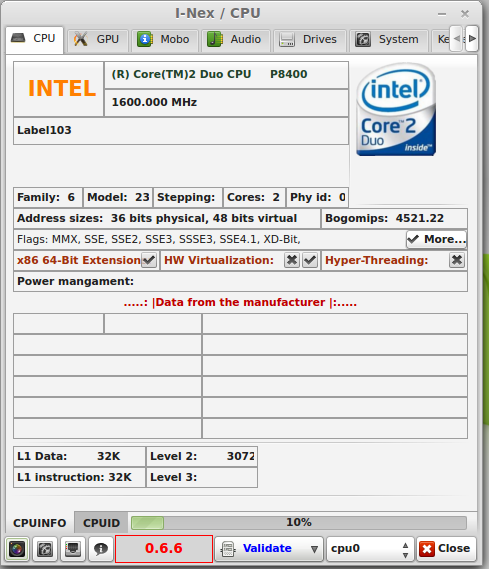 I-Nex / CPU
CPU GPU Mobo Audio Drives System Ke
INTEL
(R) Core(TM)2 Duo CPU P8400
1600.000 MHz
Label103
intel
Core™2
Duo
inside™
Family: 6 Model: 23 Stepping: Cores: 2 Phy id: 0
Address sizes: 36 bits physical, 48 bits virtual Bogomips: 4521.22
Flags: MMX, SSE, SSE2, SSE3, SSSE3, SSE4.1, XD-Bit, More...
x86 64-Bit Extension HW Virtualization: Hyper-Threading:
Power mangament:
.....: |Data from the manufacturer |:.....
L1 Data: 32K Level 2: 3072
L1 instruction: 32K Level 3:
CPUINFO CPUID 10%
0.6.6 Validate cpu0 Close